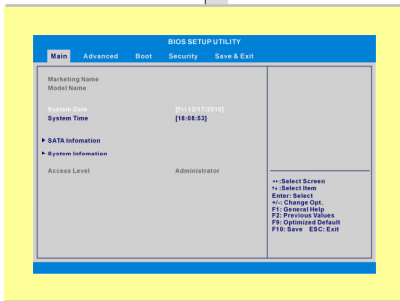 BIOS SETUP UTILITY
Main Advanced Boot Security Save & Exit
Marketing Name
Model Name
System Date [Fri 12/17/2010]
System Time [18:08:53]
SATA Infomation
System Infomation
Access Level Administrator
↔:Select Screen
↑↓:Select Item
Enter: Select
+/-: Change Opt.
F1: General Help
F2: Previous Values
F9: Optimized Default
F10: Save ESC: Exit